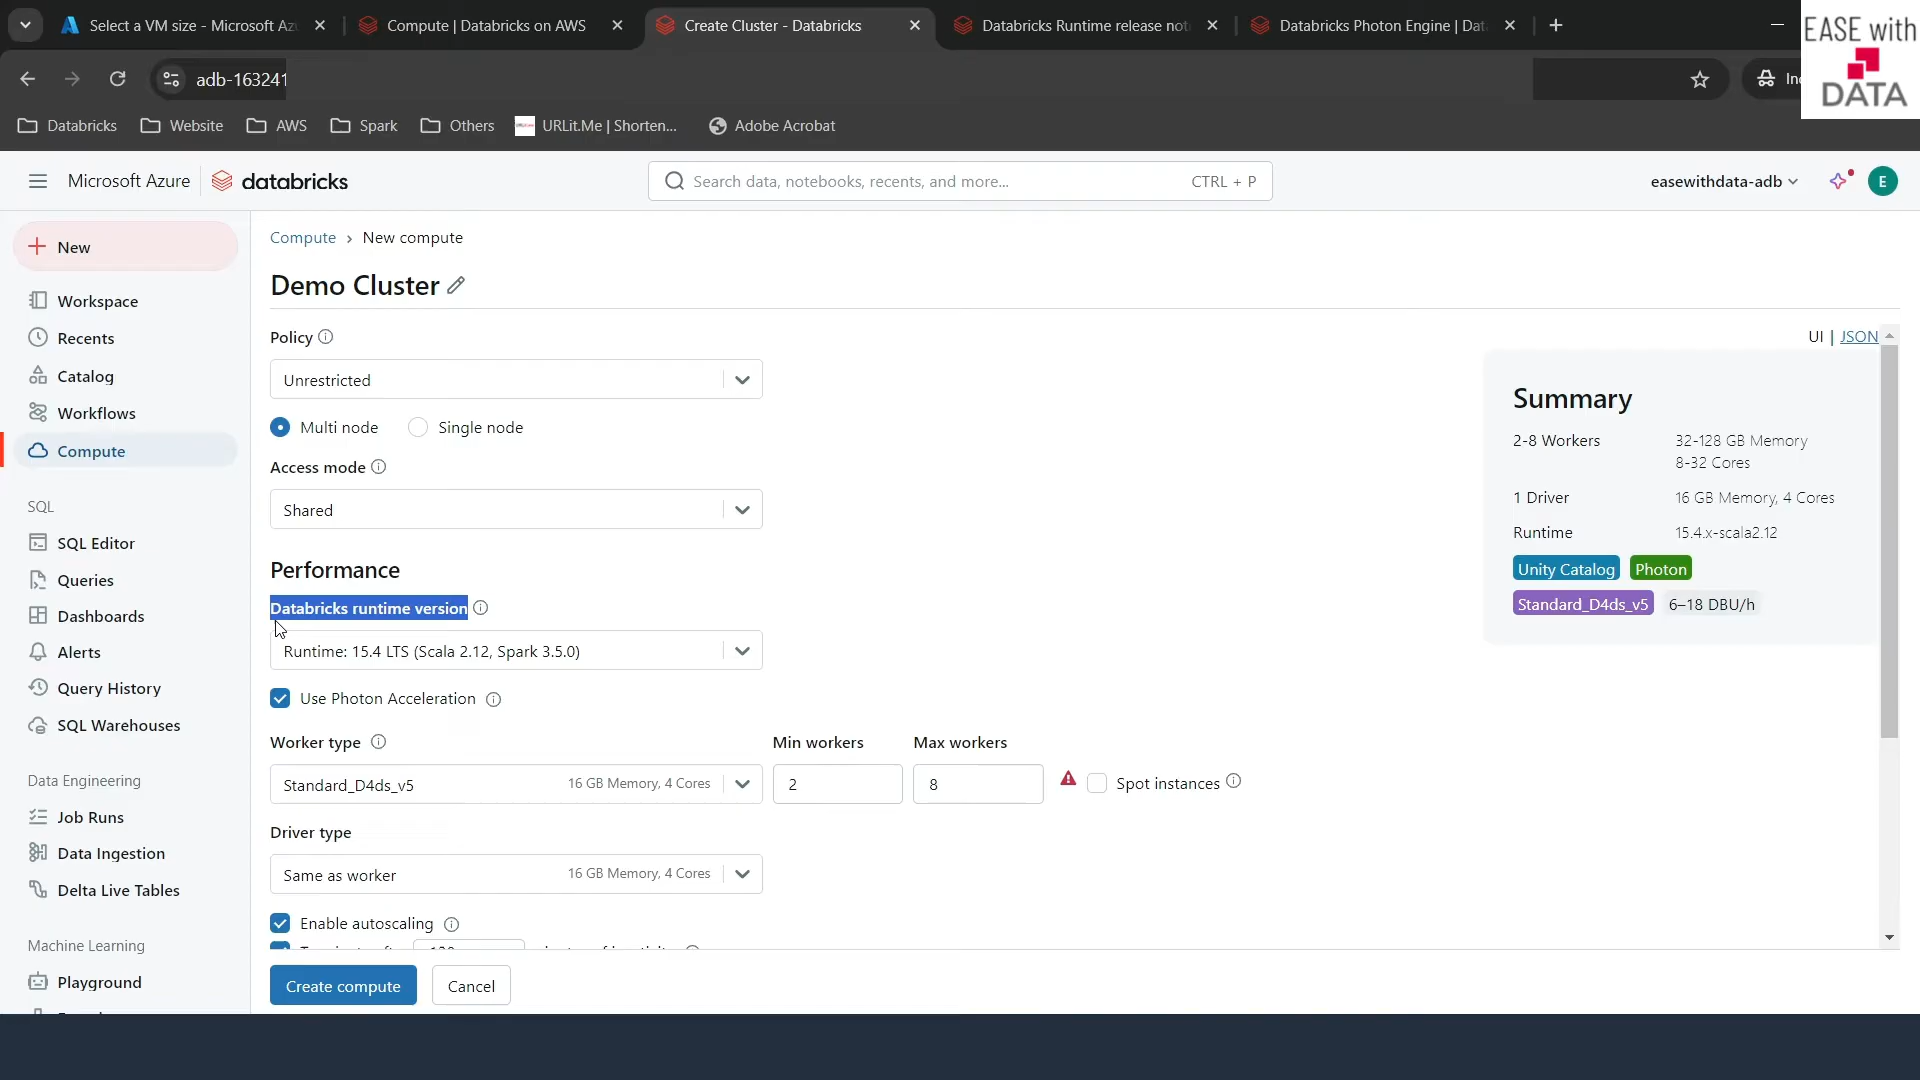 Select a VM size - Microsoft Az
Compute | Databricks on AWS
Create Cluster - Databricks
Databricks Runtime release not
Databricks Photon Engine | Dat
EASE with
DATA
adb-163241
Databricks
Website
AWS
Spark
Others
URLit.Me | Shorten...
Adobe Acrobat
Microsoft Azure
databricks
Search data, notebooks, recents, and more...
CTRL + P
easewithdata-adb
E
New
Workspace
Recents
Catalog
Workflows
Compute
SQL
SQL Editor
Queries
Dashboards
Alerts
Query History
SQL Warehouses
Data Engineering
Job Runs
Data Ingestion
Delta Live Tables
Machine Learning
Playground
Compute › New compute
Demo Cluster
UI | JSON
Policy
Unrestricted
Multi node
Single node
Access mode
Shared
Performance
Databricks runtime version
Runtime: 15.4 LTS (Scala 2.12, Spark 3.5.0)
Use Photon Acceleration
Worker type
Min workers
Max workers
Standard_D4ds_v5
16 GB Memory, 4 Cores
2
8
Spot instances
Driver type
Same as worker
16 GB Memory, 4 Cores
Enable autoscaling
Create compute
Cancel
Summary
2-8 Workers
32-128 GB Memory
8-32 Cores
1 Driver
16 GB Memory, 4 Cores
Runtime
15.4.x-scala2.12
Unity Catalog
Photon
Standard_D4ds_v5
6–18 DBU/h